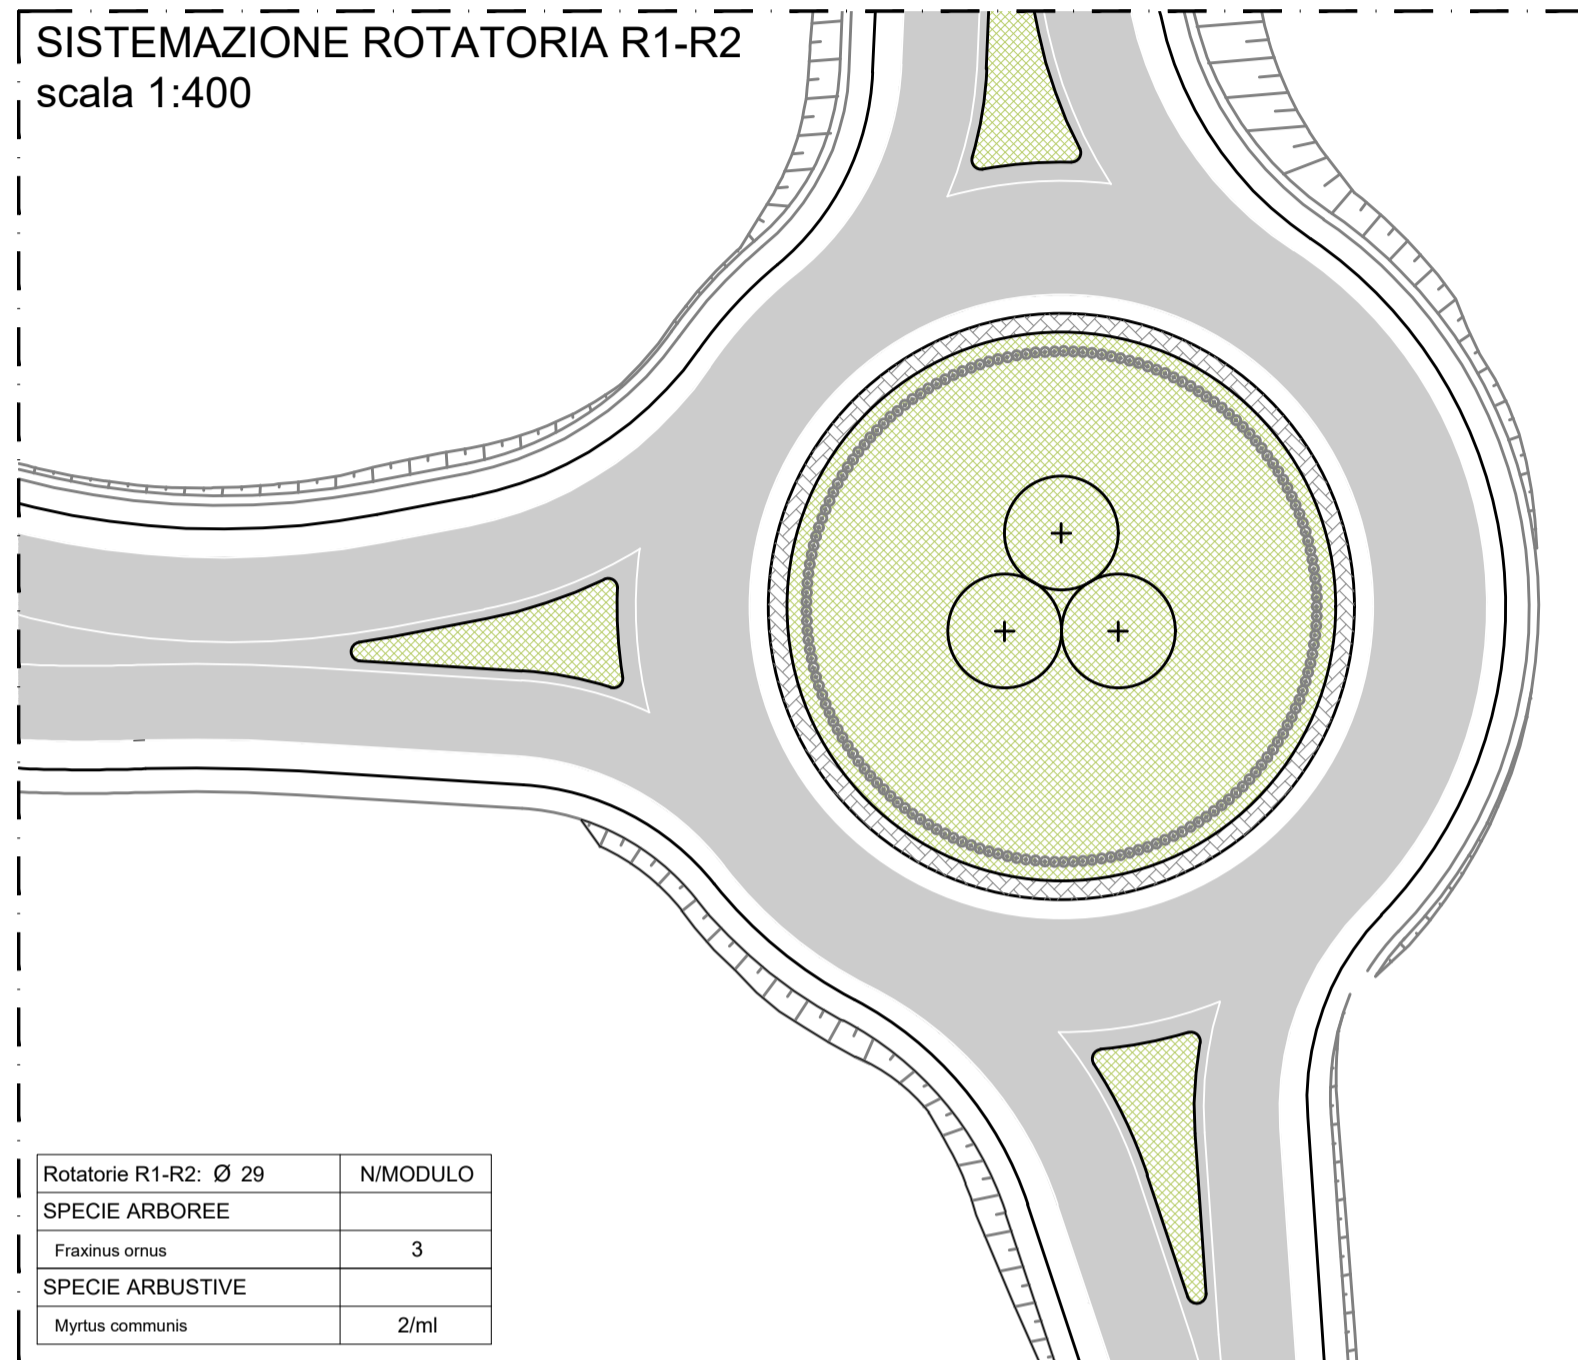 SISTEMAZIONE ROTATORIA R1-R2
scala 1:400
Rotatorie R1-R2: Ø 29 N/MODULO
SPECIE ARBOREE
Fraxinus ornus 3
SPECIE ARBUSTIVE
Myrtus communis 2/ml